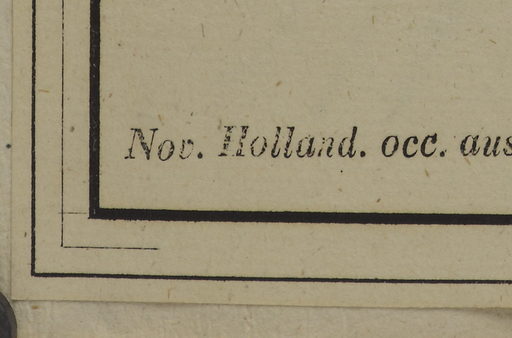 Nov. Holland. occ. aus